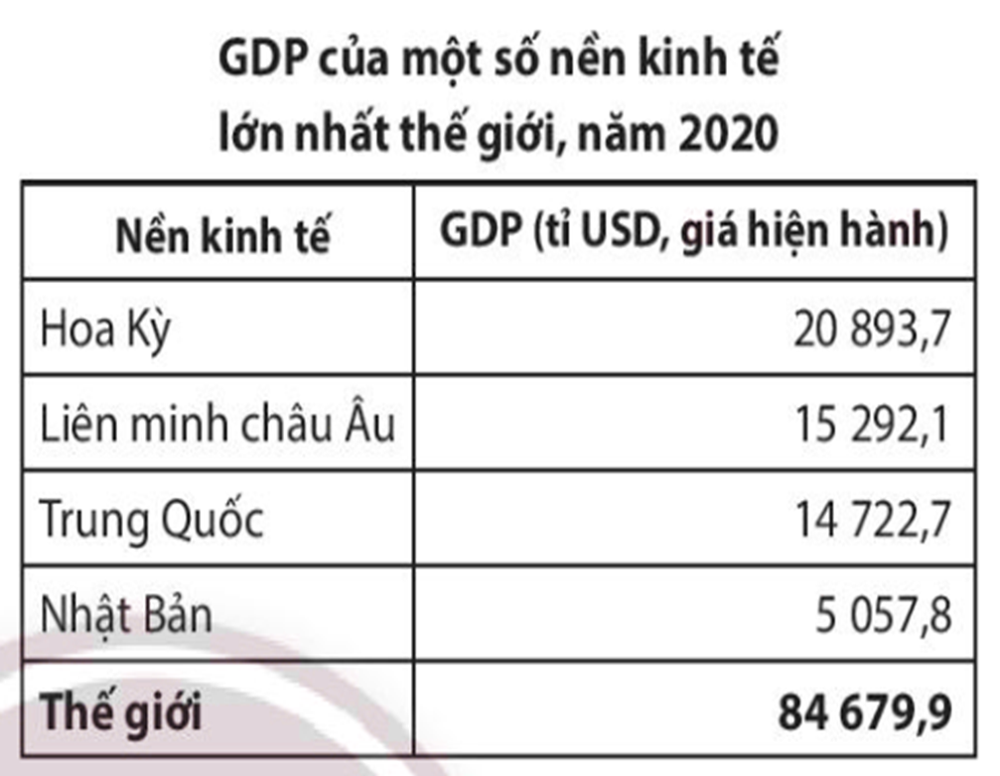 GDP của một số nền kinh tế
lớn nhất thế giới, năm 2020
Nền kinh tế GDP (tỉ USD, giá hiện hành)
Hoa Kỳ 20 893,7
Liên minh châu Âu 15 292,1
Trung Quốc 14 722,7
Nhật Bản 5 057,8
Thế giới 84 679,9